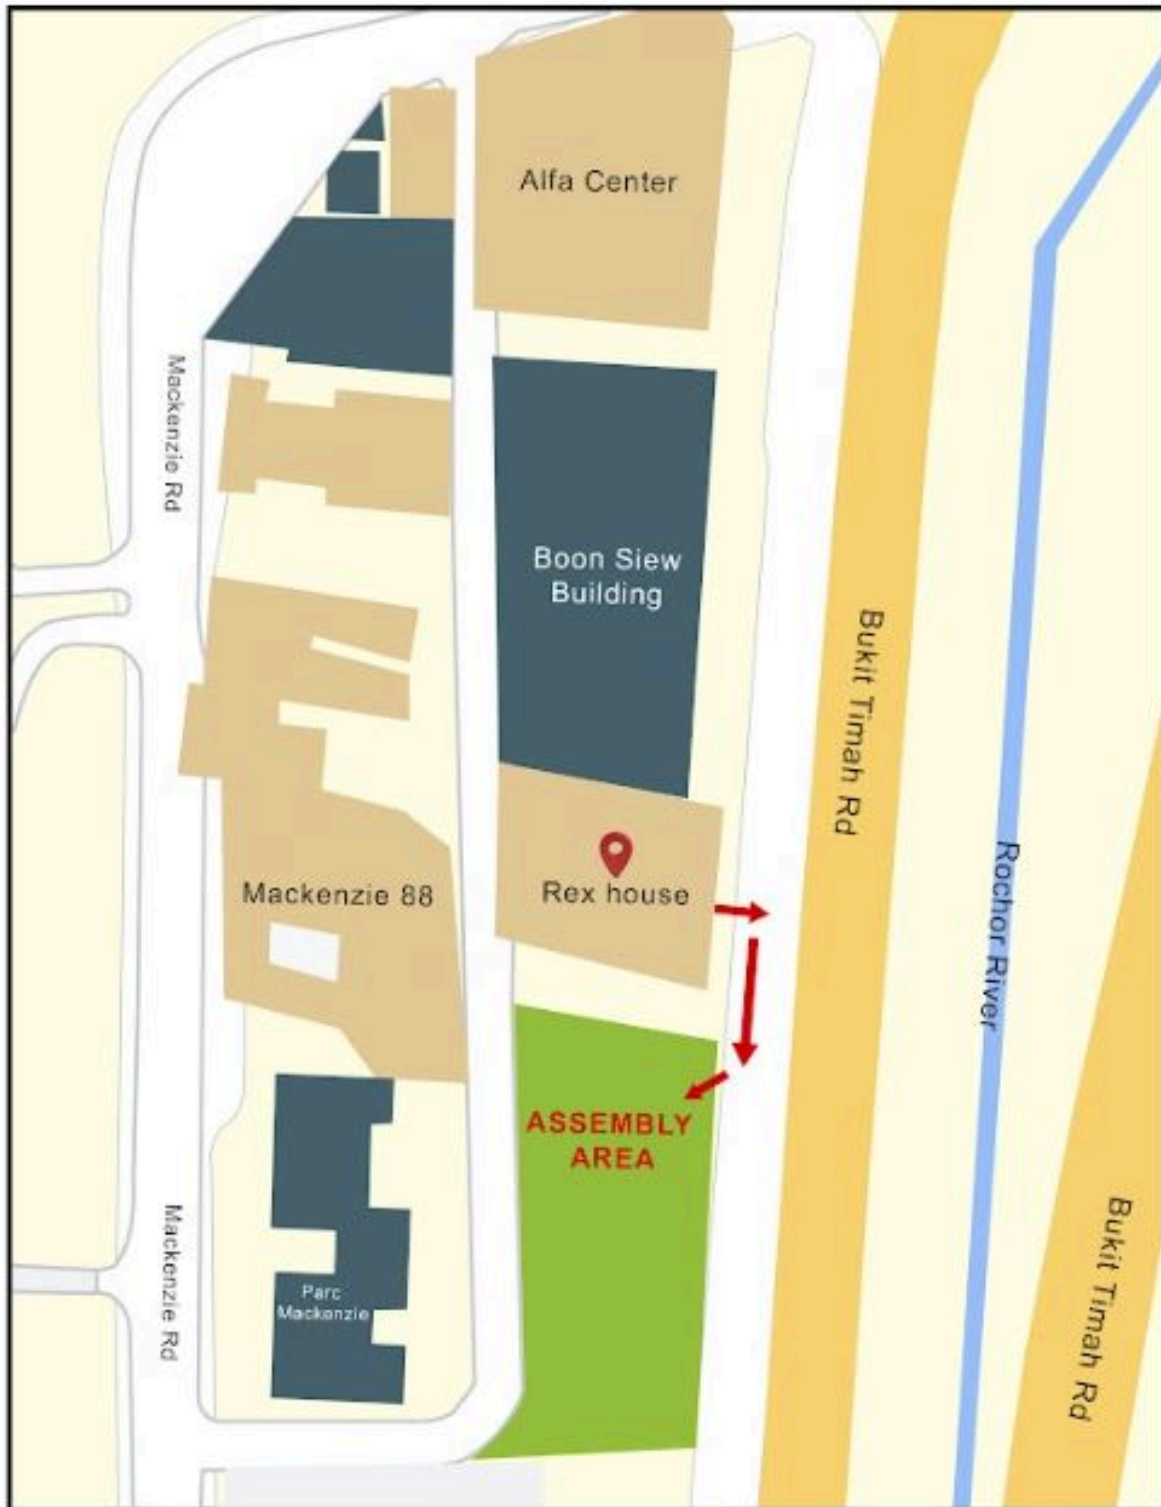 Alfa Center
Mackenzie Rd
Boon Siew
Building
Bukit Timah Rd
Mackenzie 88
Rex house
Rochor River
ASSEMBLY
AREA
Mackenzie Rd
Parc
Mackenzie
Bukit Timah Rd